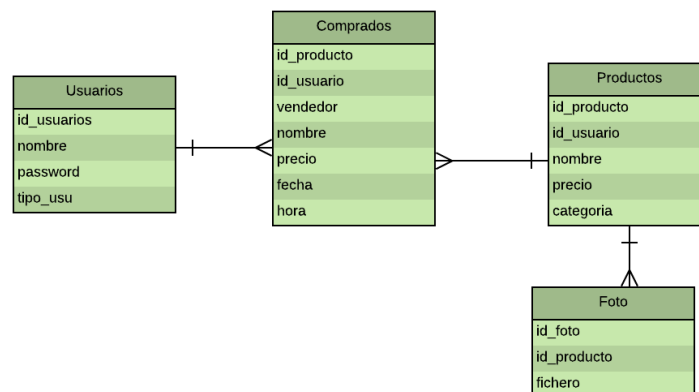 Usuarios
id_usuarios
nombre
password
tipo_usu
Comprados
id_producto
id_usuario
vendedor
nombre
precio
fecha
hora
Productos
id_producto
id_usuario
nombre
precio
categoria
Foto
id_foto
id_producto
fichero